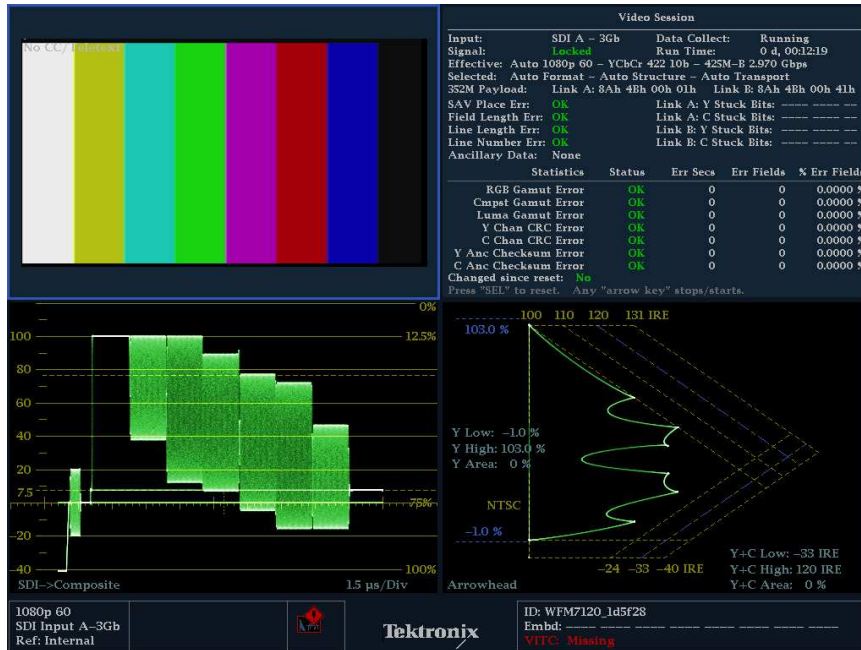 No CC/Teletext
Video Session
Input: SDI A – 3Gb Data Collect: Running
Signal: Locked Run Time: 0 d, 00:12:19
Effective: Auto 1080p 60 – YCbCr 422 10b – 425M–B 2.970 Gbps
Selected: Auto Format – Auto Structure – Auto Transport
352M Payload: Link A: 8Ah 4Bh 00h 01h Link B: 8Ah 4Bh 00h 41h
SAV Place Err: OK Link A: Y Stuck Bits: –––– –––– ––
Field Length Err: OK Link A: C Stuck Bits: –––– –––– ––
Line Length Err: OK Link B: Y Stuck Bits: –––– –––– ––
Line Number Err: OK Link B: C Stuck Bits: –––– –––– ––
Ancillary Data: None
Statistics Status Err Secs Err Fields % Err Fields
RGB Gamut Error OK 0 0 0.0000 %
Cmpst Gamut Error OK 0 0 0.0000 %
Luma Gamut Error OK 0 0 0.0000 %
Y Chan CRC Error OK 0 0 0.0000 %
C Chan CRC Error OK 0 0 0.0000 %
Y Anc Checksum Error OK 0 0 0.0000 %
C Anc Checksum Error OK 0 0 0.0000 %
Changed since reset: No
Press "SEL" to reset. Any "arrow key" stops/starts.
0%
100 12.5%
80
60
40
20
7.5 75%
–20
–40 100%
SDI–>Composite 1.5 µs/Div
100 110 120 131 IRE
103.0 %
Y Low: –1.0 %
Y High: 103.0 %
Y Area: 0 %
NTSC
–1.0 %
–24 –33 –40 IRE
Y+C Low: –33 IRE
Y+C High: 120 IRE
Y+C Area: 0 %
Arrowhead
1080p 60
SDI Input A–3Gb
Ref: Internal
Tektronix
ID: WFM7120_1d5f28
Embd: –––– –––– –––– –––– –––– –––– –––– ––––
VITC: Missing